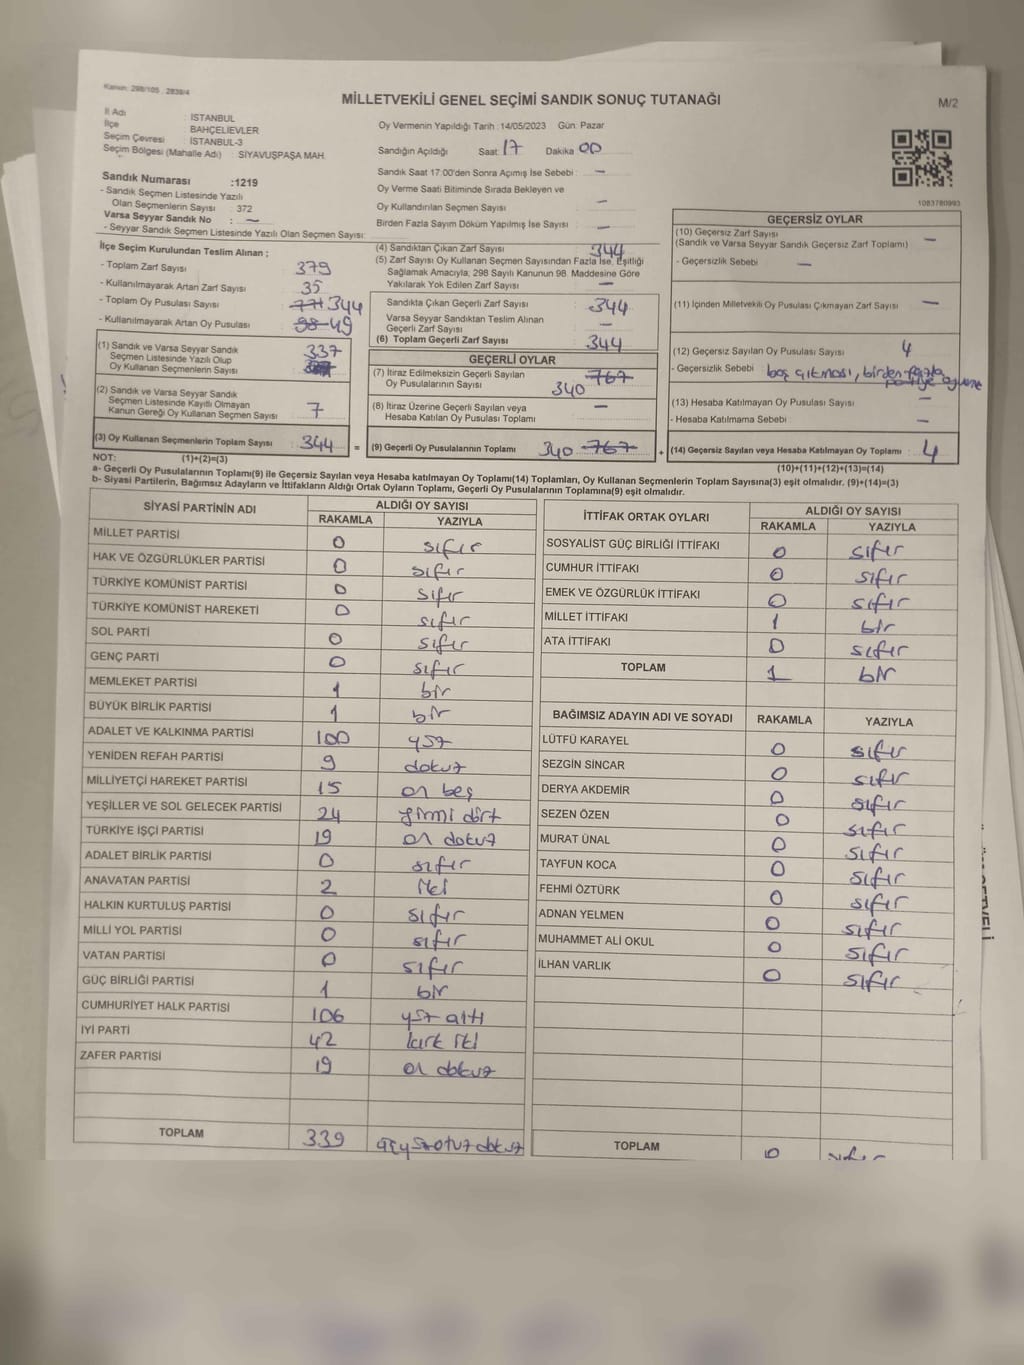 Kanun: 298/105 , 2839/4
MİLLETVEKİLİ GENEL SEÇİMİ SANDIK SONUÇ TUTANAĞI
M/2
İl Adı : İSTANBUL
İlçe : BAHÇELİEVLER
Seçim Çevresi : İSTANBUL-3
Seçim Bölgesi (Mahalle Adı) : SİYAVUŞPAŞA MAH.
Oy Vermenin Yapıldığı Tarih : 14/05/2023 Gün: Pazar
Sandığın Açıldığı Saat: 17 Dakika 00
Sandık Saat 17:00'den Sonra Açımış İse Sebebi : —
Oy Verme Saati Bitiminde Sırada Bekleyen ve
Oy Kullandırılan Seçmen Sayısı —
Birden Fazla Sayım Döküm Yapılmış İse Sayısı —
1083780993
Sandık Numarası :1219
- Sandık Seçmen Listesinde Yazılı
Olan Seçmenlerin Sayısı : 372
Varsa Seyyar Sandık No : —
- Seyyar Sandık Seçmen Listesinde Yazılı Olan Seçmen Sayısı:
İlçe Seçim Kurulundan Teslim Alınan ;
- Toplam Zarf Sayısı 379
- Kullanılmayarak Artan Zarf Sayısı : 35
- Toplam Oy Pusulası Sayısı 344
- Kullanılmayarak Artan Oy Pusulası 98 49
(1) Sandık ve Varsa Seyyar Sandık
Seçmen Listesinde Yazılı Olup
Oy Kullanan Seçmenlerin Sayısı 337
(2) Sandık ve Varsa Seyyar Sandık
Seçmen Listesinde Kayıtlı Olmayan
Kanun Gereği Oy Kullanan Seçmen Sayısı 7
(3) Oy Kullanan Seçmenlerin Toplam Sayısı : 344 =
(4) Sandıktan Çıkan Zarf Sayısı 344
(5) Zarf Sayısı Oy Kullanan Seçmen Sayısından Fazla İse, Eşitliği
Sağlamak Amacıyla; 298 Sayılı Kanunun 98. Maddesine Göre
Yakılarak Yok Edilen Zarf Sayısı —
Sandıkta Çıkan Geçerli Zarf Sayısı 344
Varsa Seyyar Sandıktan Teslim Alınan
Geçerli Zarf Sayısı —
(6) Toplam Geçerli Zarf Sayısı 344
GEÇERLİ OYLAR
(7) İtiraz Edilmeksizin Geçerli Sayılan 767
Oy Pusulalarının Sayısı 340
(8) İtiraz Üzerine Geçerli Sayılan veya
Hesaba Katılan Oy Pusulası Toplamı —
(9) Geçerli Oy Pusulalarının Toplamı 340 767 +
GEÇERSİZ OYLAR
(10) Geçersiz Zarf Sayısı
(Sandık ve Varsa Seyyar Sandık Geçersiz Zarf Toplamı) —
- Geçersizlik Sebebi —
(11) İçinden Milletvekili Oy Pusulası Çıkmayan Zarf Sayısı —
(12) Geçersiz Sayılan Oy Pusulası Sayısı 4
- Geçersizlik Sebebi : boş çıkması, birden fazla
partiye
(13) Hesaba Katılmayan Oy Pusulası Sayısı —
- Hesaba Katılmama Sebebi : —
(14) Geçersiz Sayılan veya Hesaba Katılmayan Oy Toplamı : 4
NOT: (1)+(2)=(3) (10)+(11)+(12)+(13)=(14)
a- Geçerli Oy Pusulalarının Toplamı(9) ile Geçersiz Sayılan veya Hesaba katılmayan Oy Toplamı(14) Toplamları, Oy Kullanan Seçmenlerin Toplam Sayısına(3) eşit olmalıdır. (9)+(14)=(3)
b- Siyasi Partilerin, Bağımsız Adayların ve İttifakların Aldığı Ortak Oyların Toplamı, Geçerli Oy Pusulalarının Toplamına(9) eşit olmalıdır.
SİYASİ PARTİNİN ADI ALDIĞI OY SAYISI
RAKAMLA YAZIYLA
MİLLET PARTİSİ 0 sıfır
HAK VE ÖZGÜRLÜKLER PARTİSİ 0 sıfır
TÜRKİYE KOMÜNİST PARTİSİ 0 sıfır
TÜRKİYE KOMÜNİST HAREKETİ 0 sıfır
SOL PARTİ 0 sıfır
GENÇ PARTİ 0 sıfır
MEMLEKET PARTİSİ 1 bir
BÜYÜK BİRLİK PARTİSİ 1 bir
ADALET VE KALKINMA PARTİSİ 100 yüz
YENİDEN REFAH PARTİSİ 9 dokuz
MİLLİYETÇİ HAREKET PARTİSİ 15 on beş
YEŞİLLER VE SOL GELECEK PARTİSİ 24 yirmi dört
TÜRKİYE İŞÇİ PARTİSİ 19 on dokuz
ADALET BİRLİK PARTİSİ 0 sıfır
ANAVATAN PARTİSİ 2 iki
HALKIN KURTULUŞ PARTİSİ 0 sıfır
MİLLİ YOL PARTİSİ 0 sıfır
VATAN PARTİSİ 0 sıfır
GÜÇ BİRLİĞİ PARTİSİ 1 bir
CUMHURİYET HALK PARTİSİ 106 yüz altı
İYİ PARTİ 42 kırk iki
ZAFER PARTİSİ 19 on dokuz
TOPLAM 339 üçyüzotuzdokuz
İTTİFAK ORTAK OYLARI ALDIĞI OY SAYISI
RAKAMLA YAZIYLA
SOSYALİST GÜÇ BİRLİĞİ İTTİFAKI 0 sıfır
CUMHUR İTTİFAKI 0 sıfır
EMEK VE ÖZGÜRLÜK İTTİFAKI 0 sıfır
MİLLET İTTİFAKI 1 bir
ATA İTTİFAKI 0 sıfır
TOPLAM 1 bir
BAĞIMSIZ ADAYIN ADI VE SOYADI RAKAMLA YAZIYLA
LÜTFÜ KARAYEL 0 sıfır
SEZGİN SİNCAR 0 sıfır
DERYA AKDEMİR 0 sıfır
SEZEN ÖZEN 0 sıfır
MURAT ÜNAL 0 sıfır
TAYFUN KOCA 0 sıfır
FEHMİ ÖZTÜRK 0 sıfır
ADNAN YELMEN 0 sıfır
MUHAMMET ALİ OKUL 0 sıfır
İLHAN VARLIK 0 sıfır
TOPLAM 0 sıfır